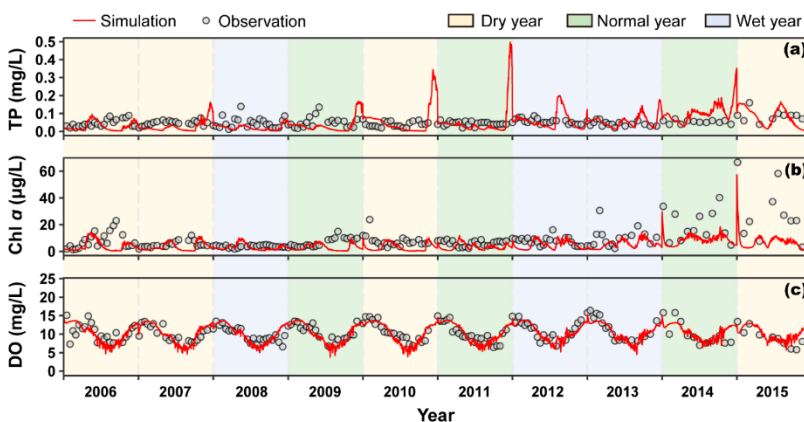 Simulation Observation Dry year Normal year Wet year
(a)
TP (mg/L)
0.5
0.4
0.3
0.2
0.1
0.0
(b)
Chl α (μg/L)
60
40
20
0
(c)
DO (mg/L)
25
20
15
10
5
0
2006 2007 2008 2009 2010 2011 2012 2013 2014 2015
Year